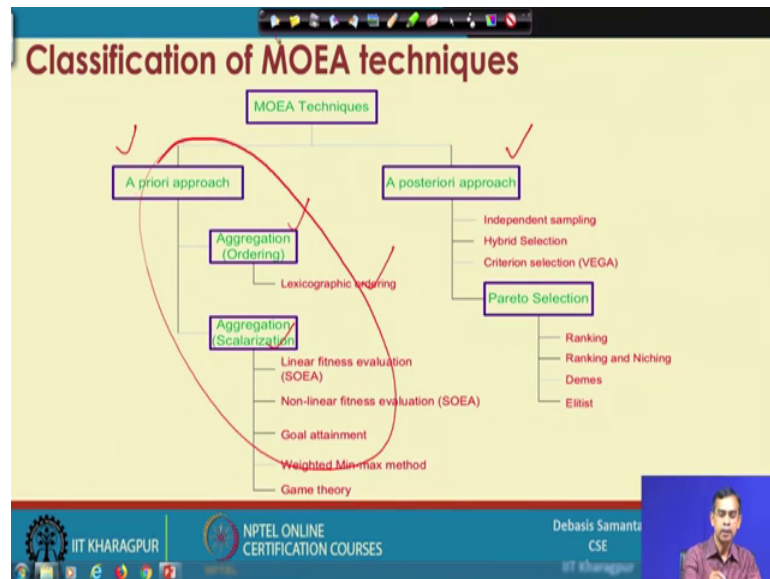 Classification of MOEA techniques
MOEA Techniques
A priori approach
Aggregation
(Ordering)
Lexicographic ordering
Aggregation
(Scalarization
Linear fitness evaluation
(SOEA)
Non-linear fitness evaluation (SOEA)
Goal attainment
Weighted Min-max method
Game theory
A posteriori approach
Independent sampling
Hybrid Selection
Criterion selection (VEGA)
Pareto Selection
Ranking
Ranking and Niching
Demes
Elitist
IIT KHARAGPUR
NPTEL ONLINE
CERTIFICATION COURSES
Debasis Samanta
CSE
IIT Kharagpur